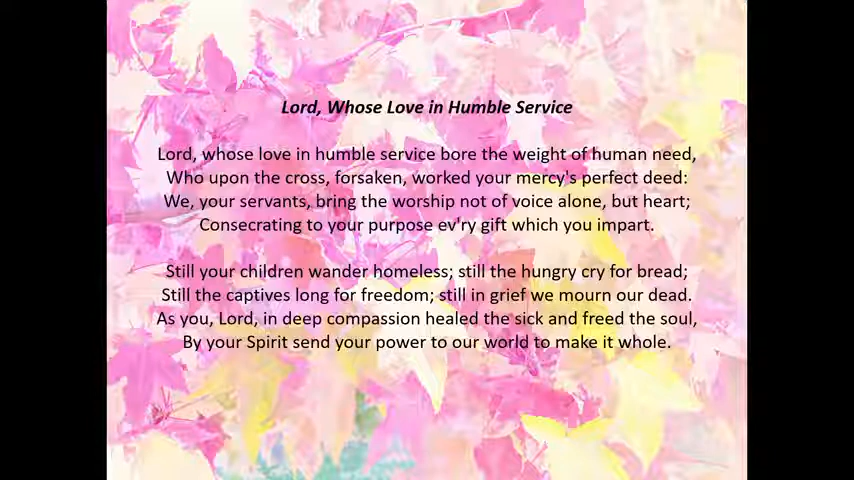 Lord, Whose Love in Humble Service
Lord, whose love in humble service bore the weight of human need,
Who upon the cross, forsaken, worked your mercy's perfect deed:
We, your servants, bring the worship not of voice alone, but heart;
Consecrating to your purpose ev'ry gift which you impart.
Still your children wander homeless; still the hungry cry for bread;
Still the captives long for freedom; still in grief we mourn our dead.
As you, Lord, in deep compassion healed the sick and freed the soul,
By your Spirit send your power to our world to make it whole.